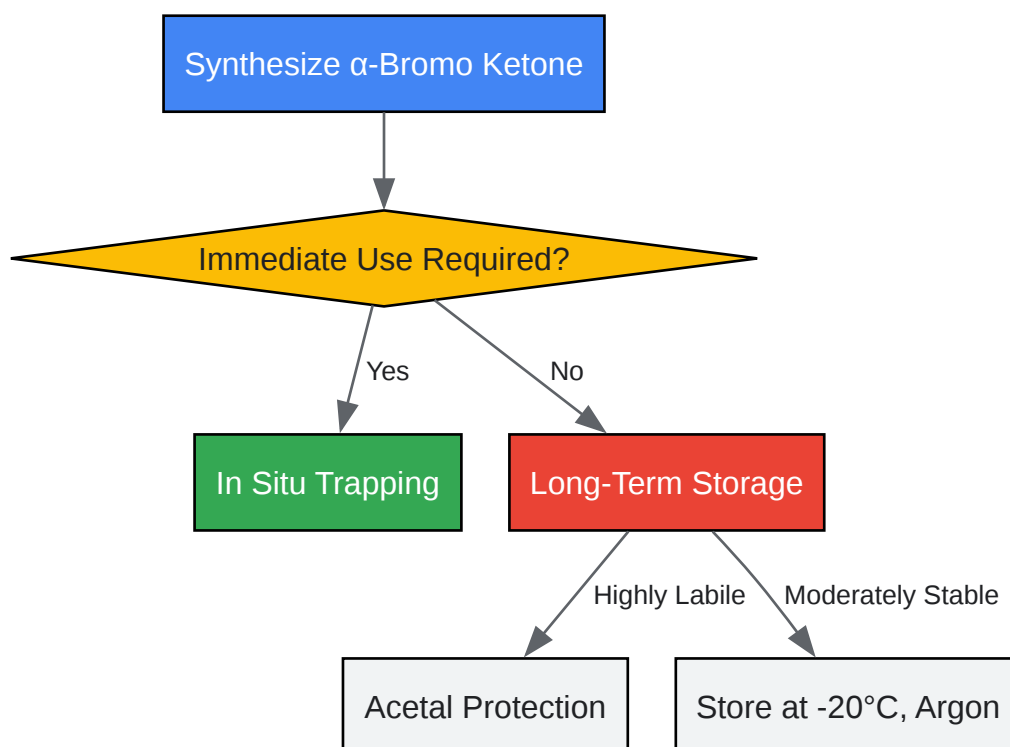 Synthesize α-Bromo Ketone
Immediate Use Required?
Yes
No
In Situ Trapping
Long-Term Storage
Highly Labile
Moderately Stable
Acetal Protection
Store at -20°C, Argon